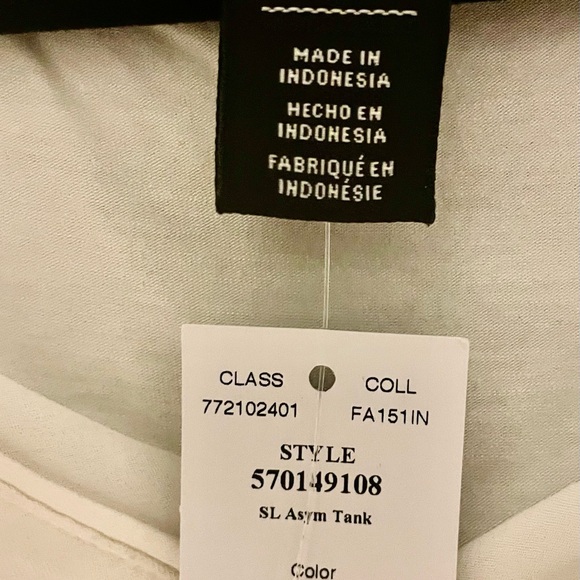 MADE IN
INDONESIA
HECHO EN
INDONESIA
FABRIQUÉ EN
INDONÉSIE
CLASS COLL
772102401 FA151IN
STYLE
570149108
SL Asym Tank
Color